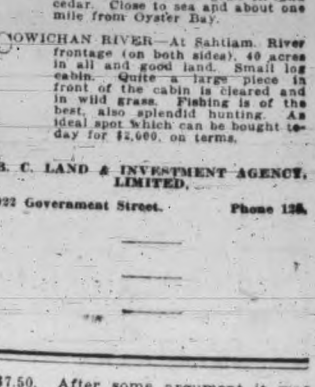 cedar. Close to sea and about one
mile from Oyster Bay.
COWICHAN RIVER—At Sahtlam. River
frontage (on both sides), 40 acres
in all and good land. Small log
cabin. Quite a large piece in
front of the cabin is cleared and
in wild grass. Fishing is of the
best, also splendid hunting. An
ideal spot which can be bought to-
day for $2,600, on terms.
B. C. LAND & INVESTMENT AGENCY,
LIMITED.
922 Government Street. Phone 125.
$7.50. After some argument it was